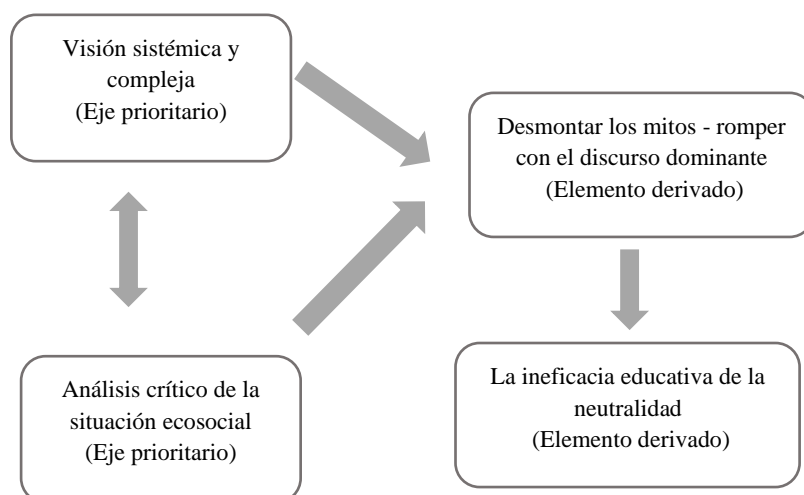 Visión sistémica y
compleja
(Eje prioritario)
Desmontar los mitos - romper
con el discurso dominante
(Elemento derivado)
Análisis crítico de la
situación ecosocial
(Eje prioritario)
La ineficacia educativa de la
neutralidad
(Elemento derivado)